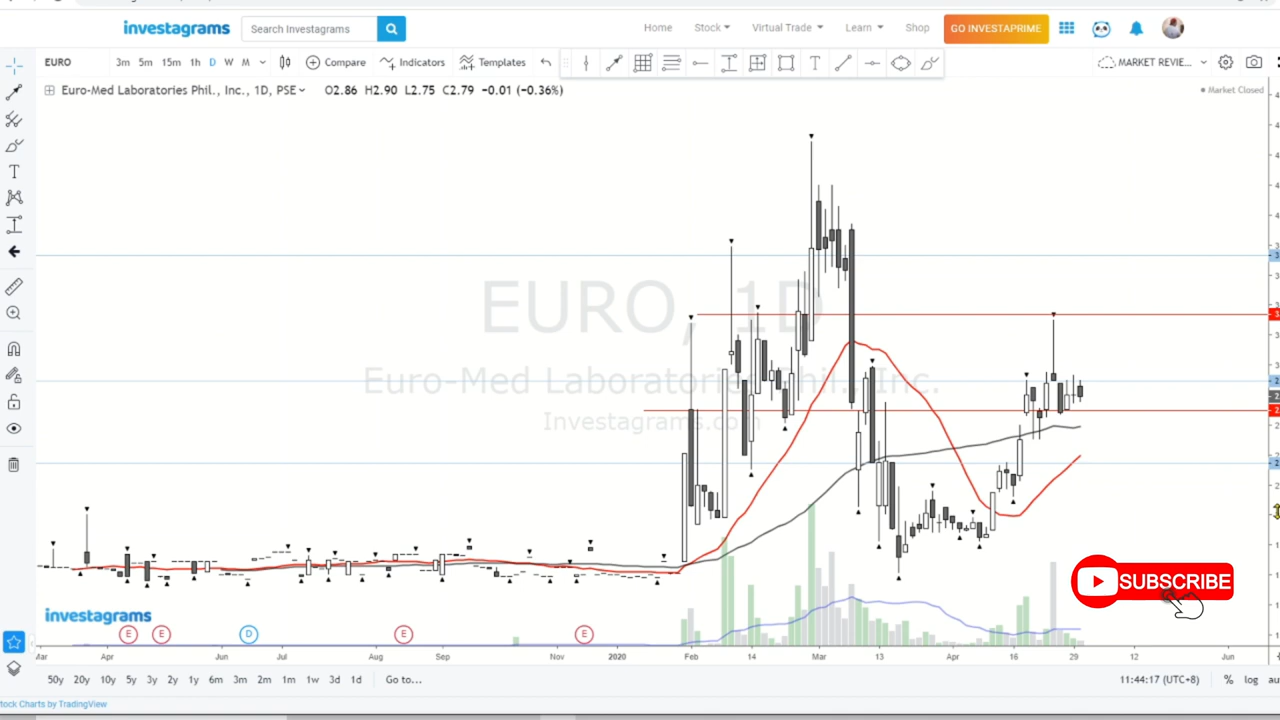 investagrams Search Investagrams Home Stock Virtual Trade Learn Shop GO INVESTAPRIME
EURO 3m 5m 15m 1h D W M Compare Indicators Templates T MARKET REVIE...
Euro-Med Laboratories Phil., Inc., 1D, PSE O2.86 H2.90 L2.75 C2.79 −0.01 (−0.36%) Market Closed
EURO, 1D
Euro-Med Laboratories Phil., Inc.
Investagrams.com
SUBSCRIBE
investagrams
E E D E E
Mar Apr Jun Jul Aug Sep Nov 2020 Feb 14 Mar 13 Apr 16 29 12 Jun
50y 20y 10y 5y 3y 2y 1y 6m 3m 2m 1m 1w 3d 1d Go to... 11:44:17 (UTC+8) % log
Stock Charts by TradingView